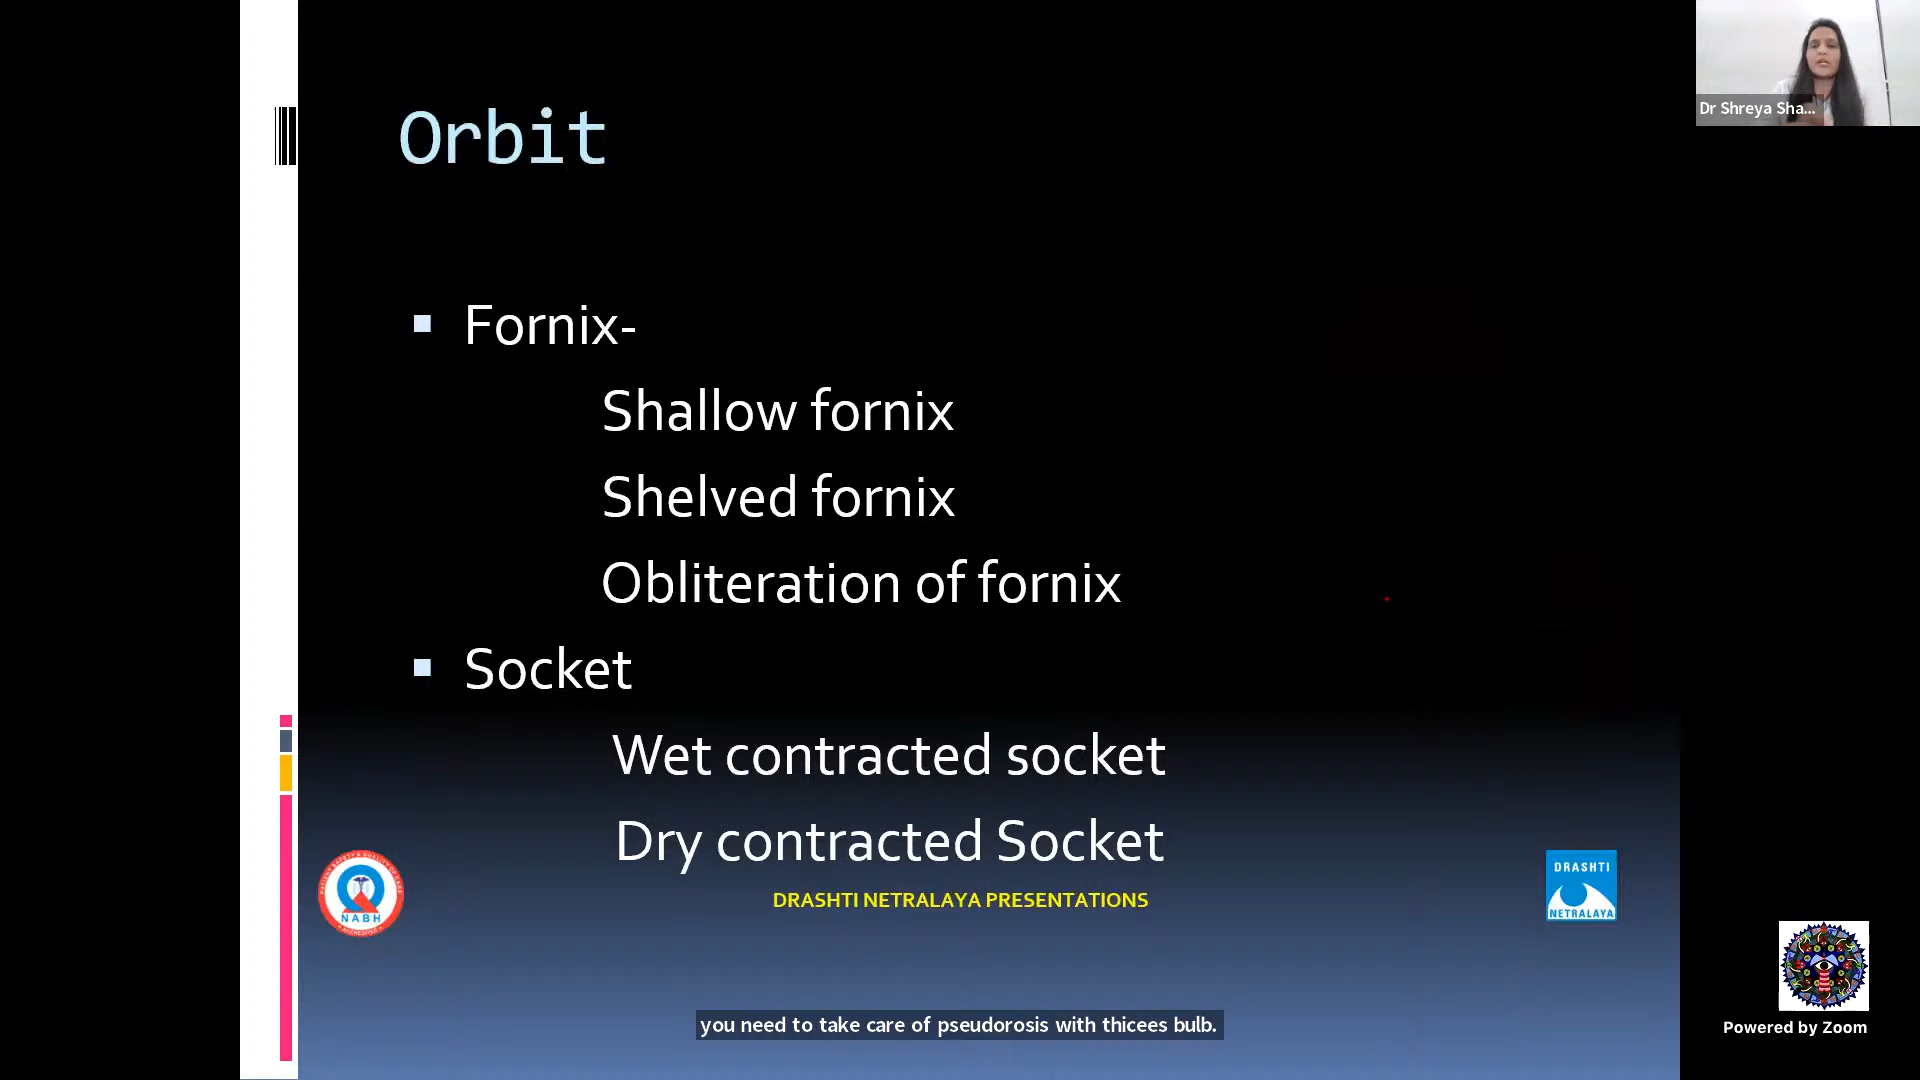 Orbit
Dr Shreya Sha...
Fornix-
Shallow fornix
Shelved fornix
Obliteration of fornix
Socket
Wet contracted socket
Dry contracted Socket
NABH
DRASHTI NETRALAYA PRESENTATIONS
DRASHTI
NETRALAYA
you need to take care of pseudorosis with thicees bulb.
Powered by Zoom